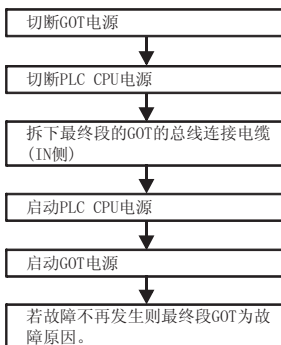 切断GOT电源
切断PLC CPU电源
拆下最终段的GOT的总线连接电缆
(IN侧)
启动PLC CPU电源
启动GOT电源
若故障不再发生则最终段GOT为故
障原因。